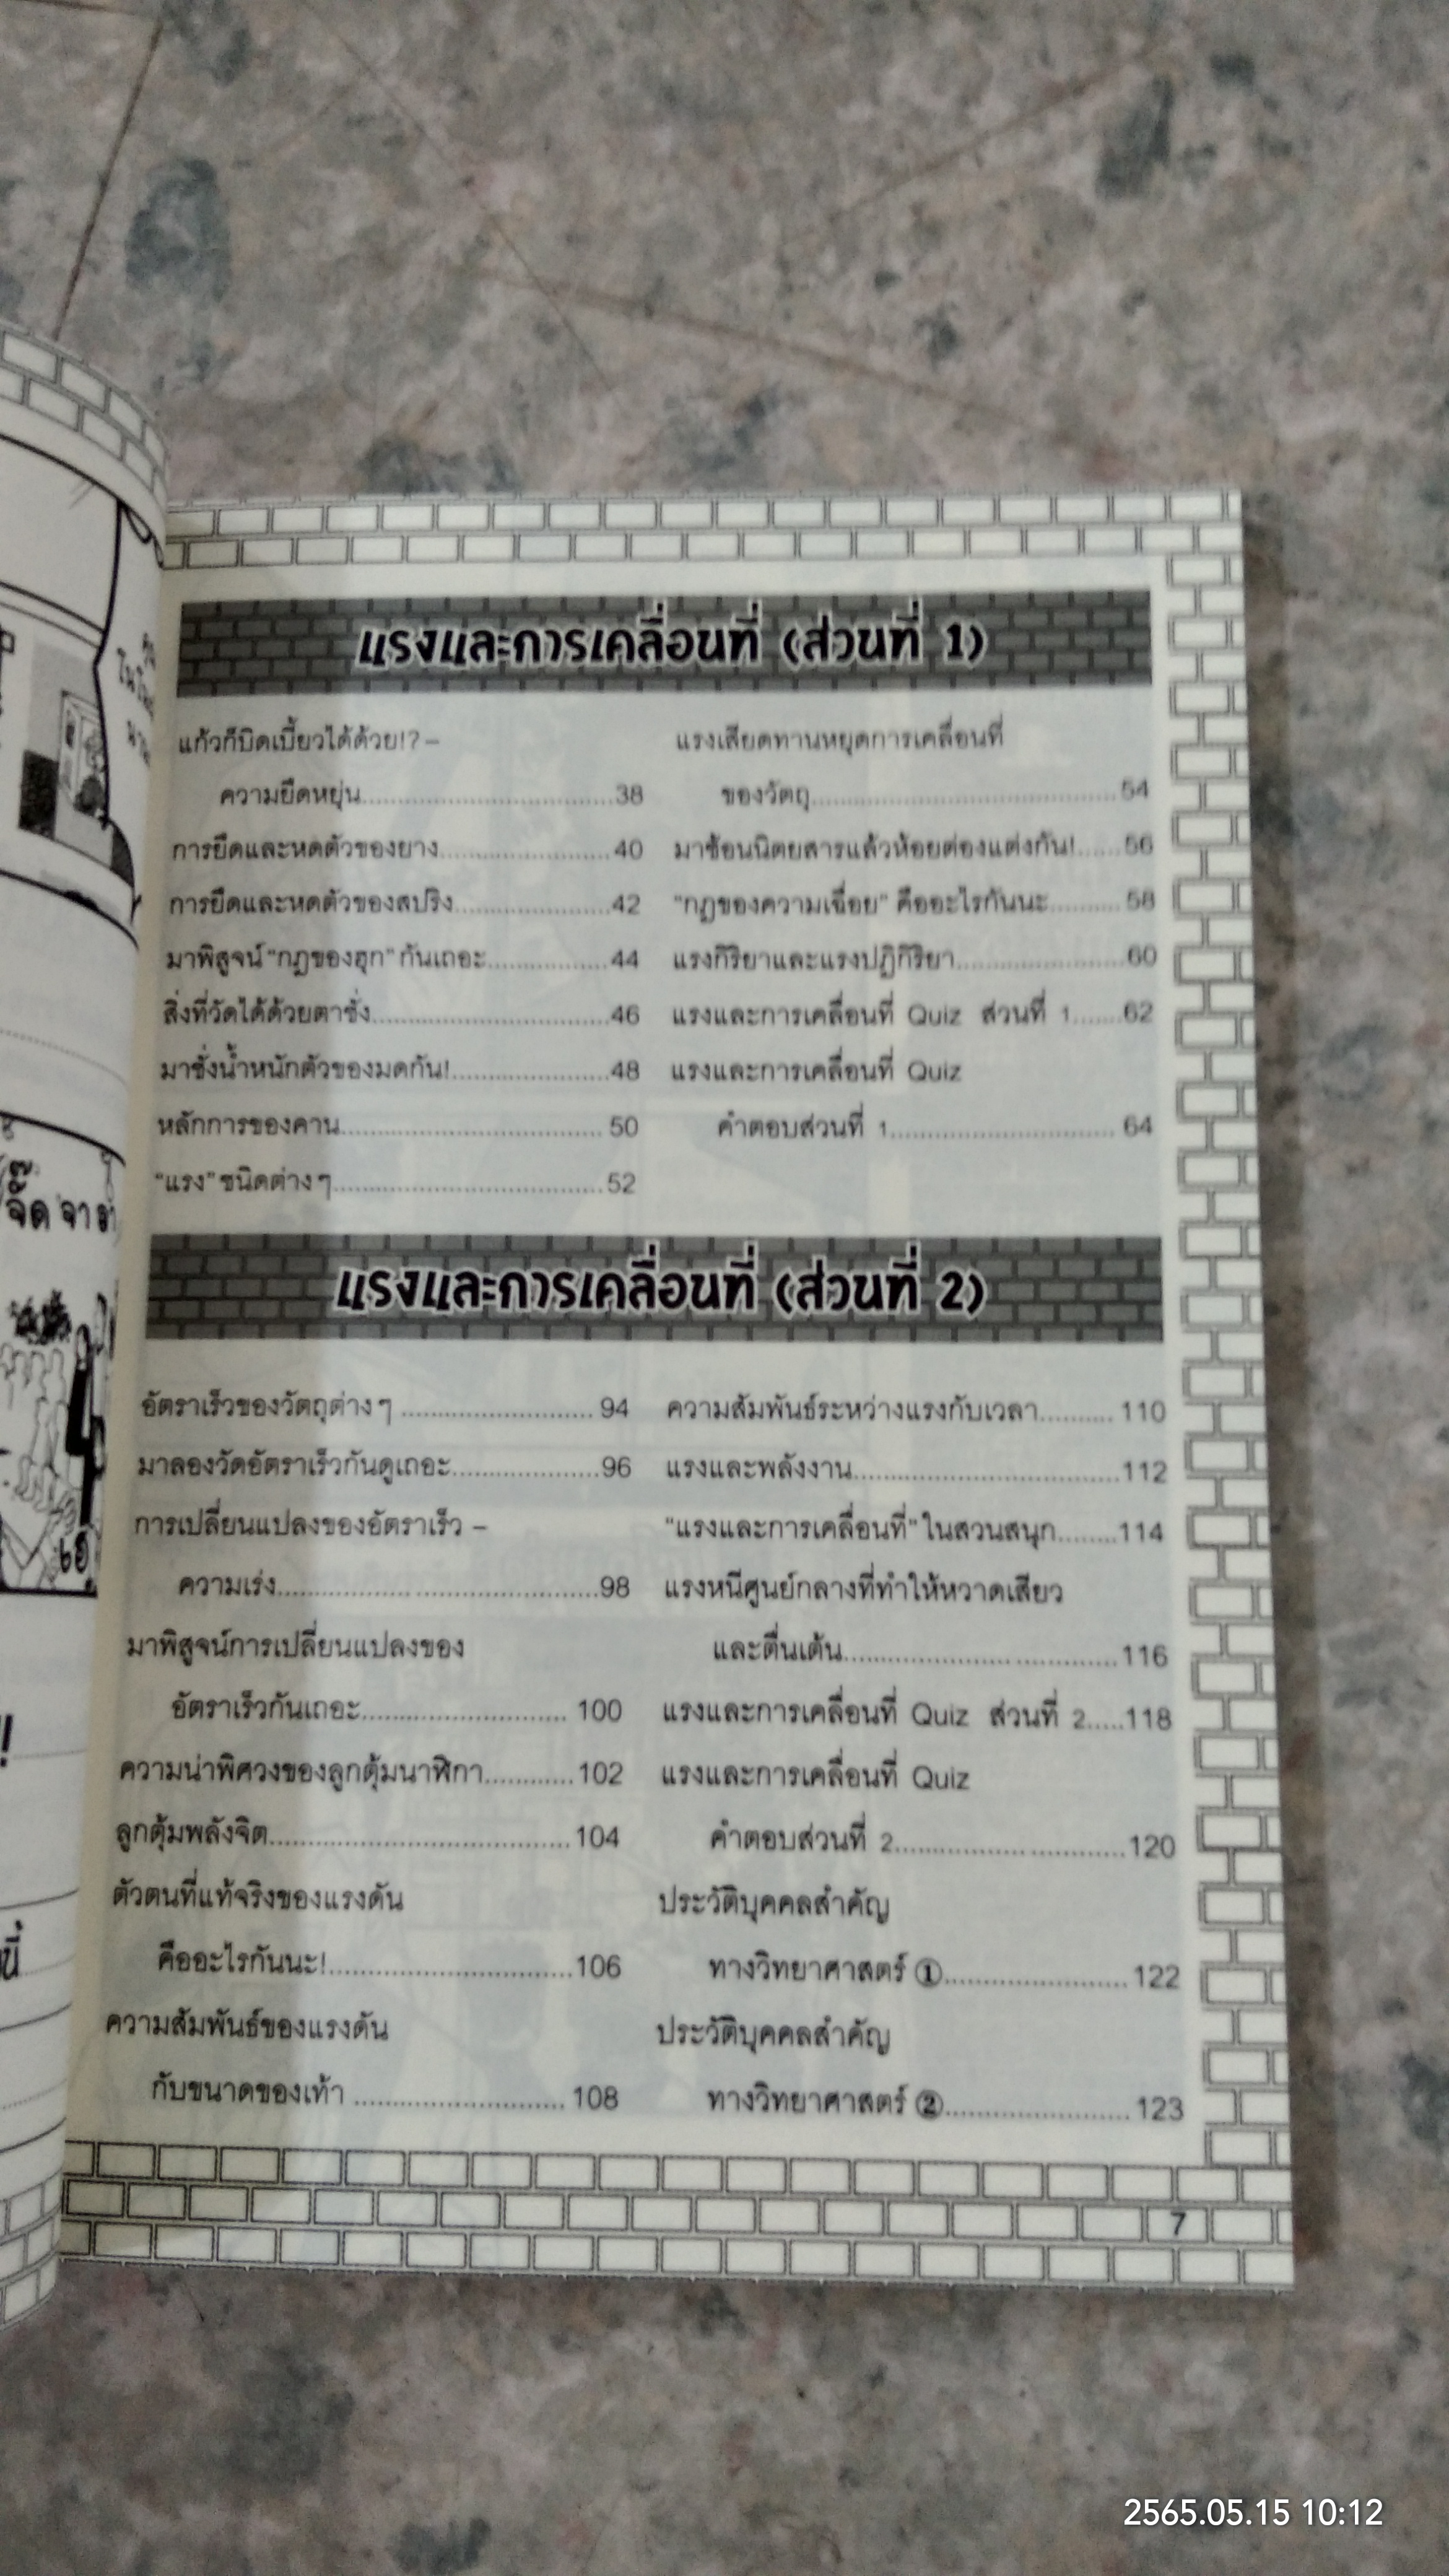 แรงและการเคลื่อนที่ (ส่วนที่ 1)
แก้วก็บิดเบี้ยวได้ด้วย!? –
ความยืดหยุ่น...................................38
การยืดและหดตัวของยาง........................40
การยืดและหดตัวของสปริง......................42
มาพิสูจน์ "กฎของฮุก" กันเถอะ.................44
สิ่งที่วัดได้ด้วยตาชั่ง...................................46
มาชั่งน้ำหนักตัวของมดกัน!.......................48
หลักการของคาน.....................................50
"แรง" ชนิดต่าง ๆ......................................52
แรงเสียดทานหยุดการเคลื่อนที่
ของวัตถุ...........................................54
มาซ้อนนิตยสารแล้วห้อยต่องแต่งกัน!......56
"กฎของความเฉื่อย" คืออะไรกันนะ..........58
แรงกิริยาและแรงปฏิกิริยา........................60
แรงและการเคลื่อนที่ Quiz ส่วนที่ 1.......62
แรงและการเคลื่อนที่ Quiz
คำตอบส่วนที่ 1................................64
แรงและการเคลื่อนที่ (ส่วนที่ 2)
อัตราเร็วของวัตถุต่าง ๆ .........................94
มาลองวัดอัตราเร็วกันดูเถอะ...................96
การเปลี่ยนแปลงของอัตราเร็ว –
ความเร่ง..........................................98
มาพิสูจน์การเปลี่ยนแปลงของ
อัตราเร็วกันเถอะ........................... 100
ความน่าพิศวงของลูกตุ้มนาฬิกา............102
ลูกตุ้มพลังจิต.......................................104
ตัวตนที่แท้จริงของแรงดัน
คืออะไรกันนะ!................................106
ความสัมพันธ์ของแรงดัน
กับขนาดของเท้า ............................108
ความสัมพันธ์ระหว่างแรงกับเวลา..........110
แรงและพลังงาน...................................112
"แรงและการเคลื่อนที่" ในสวนสนุก........114
แรงหนีศูนย์กลางที่ทำให้หวาดเสียว
และตื่นเต้น....................................116
แรงและการเคลื่อนที่ Quiz ส่วนที่ 2.....118
แรงและการเคลื่อนที่ Quiz
คำตอบส่วนที่ 2..............................120
ประวัติบุคคลสำคัญ
ทางวิทยาศาสตร์ ①........................122
ประวัติบุคคลสำคัญ
ทางวิทยาศาสตร์ ②........................123
7
2565.05.15 10:12